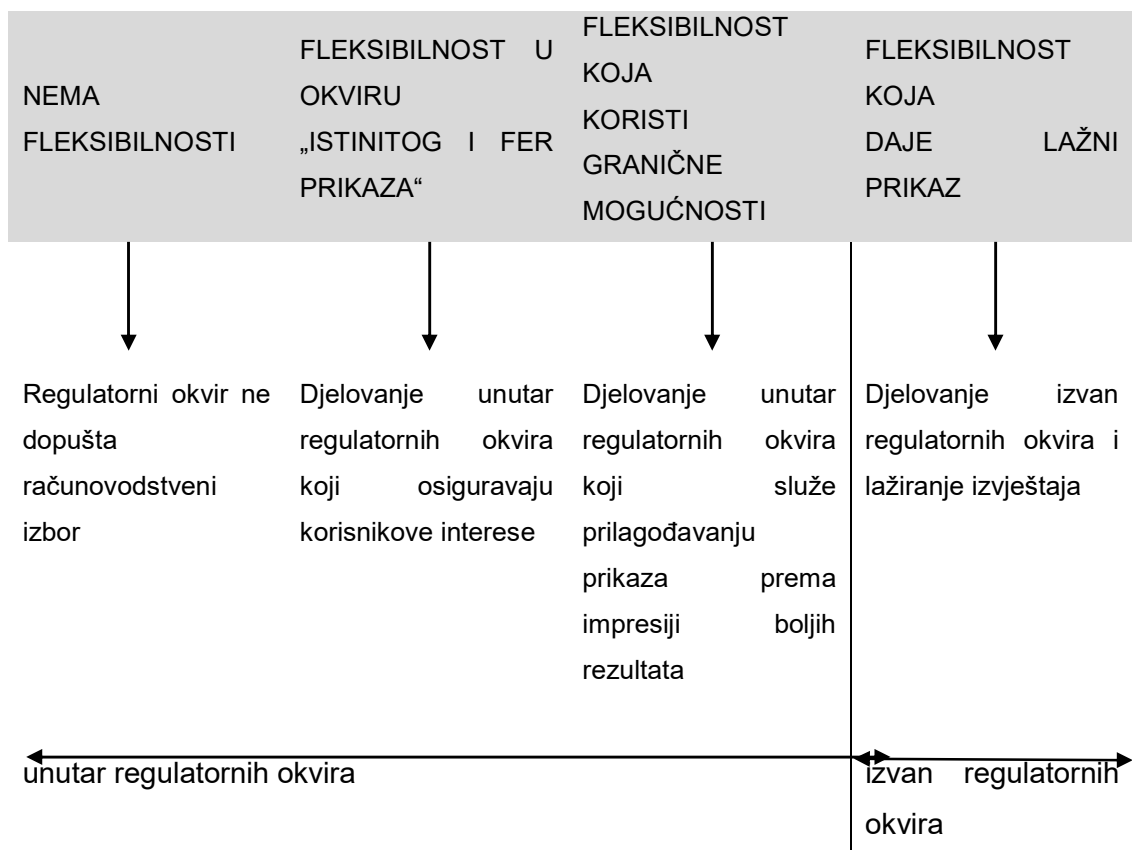 NEMA
FLEKSIBILNOSTI
FLEKSIBILNOST U
OKVIRU
„ISTINITOG I FER
PRIKAZA“
FLEKSIBILNOST
KOJA
KORISTI
GRANIČNE
MOGUĆNOSTI
FLEKSIBILNOST
KOJA
DAJE LAŽNI
PRIKAZ
Regulatorni okvir ne
dopušta
računovodstveni
izbor
Djelovanje unutar
regulatornih okvira
koji osiguravaju
korisnikove interese
Djelovanje unutar
regulatornih okvira
koji služe
prilagođavanju
prikaza prema
impresiji boljih
rezultata
Djelovanje izvan
regulatornih okvira i
lažiranje izvještaja
unutar regulatornih okvira
izvan regulatornih
okvira